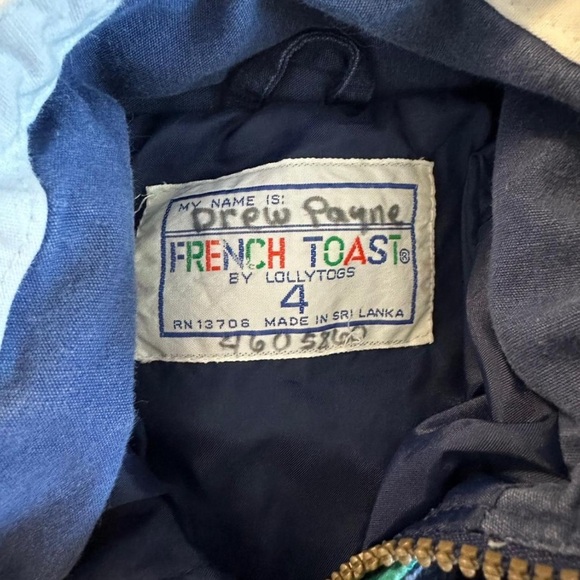 MY NAME IS:
Drew Payne
FRENCH TOAST®
BY LOLLYTOGS
4
RN 13706 MADE IN SRI LANKA